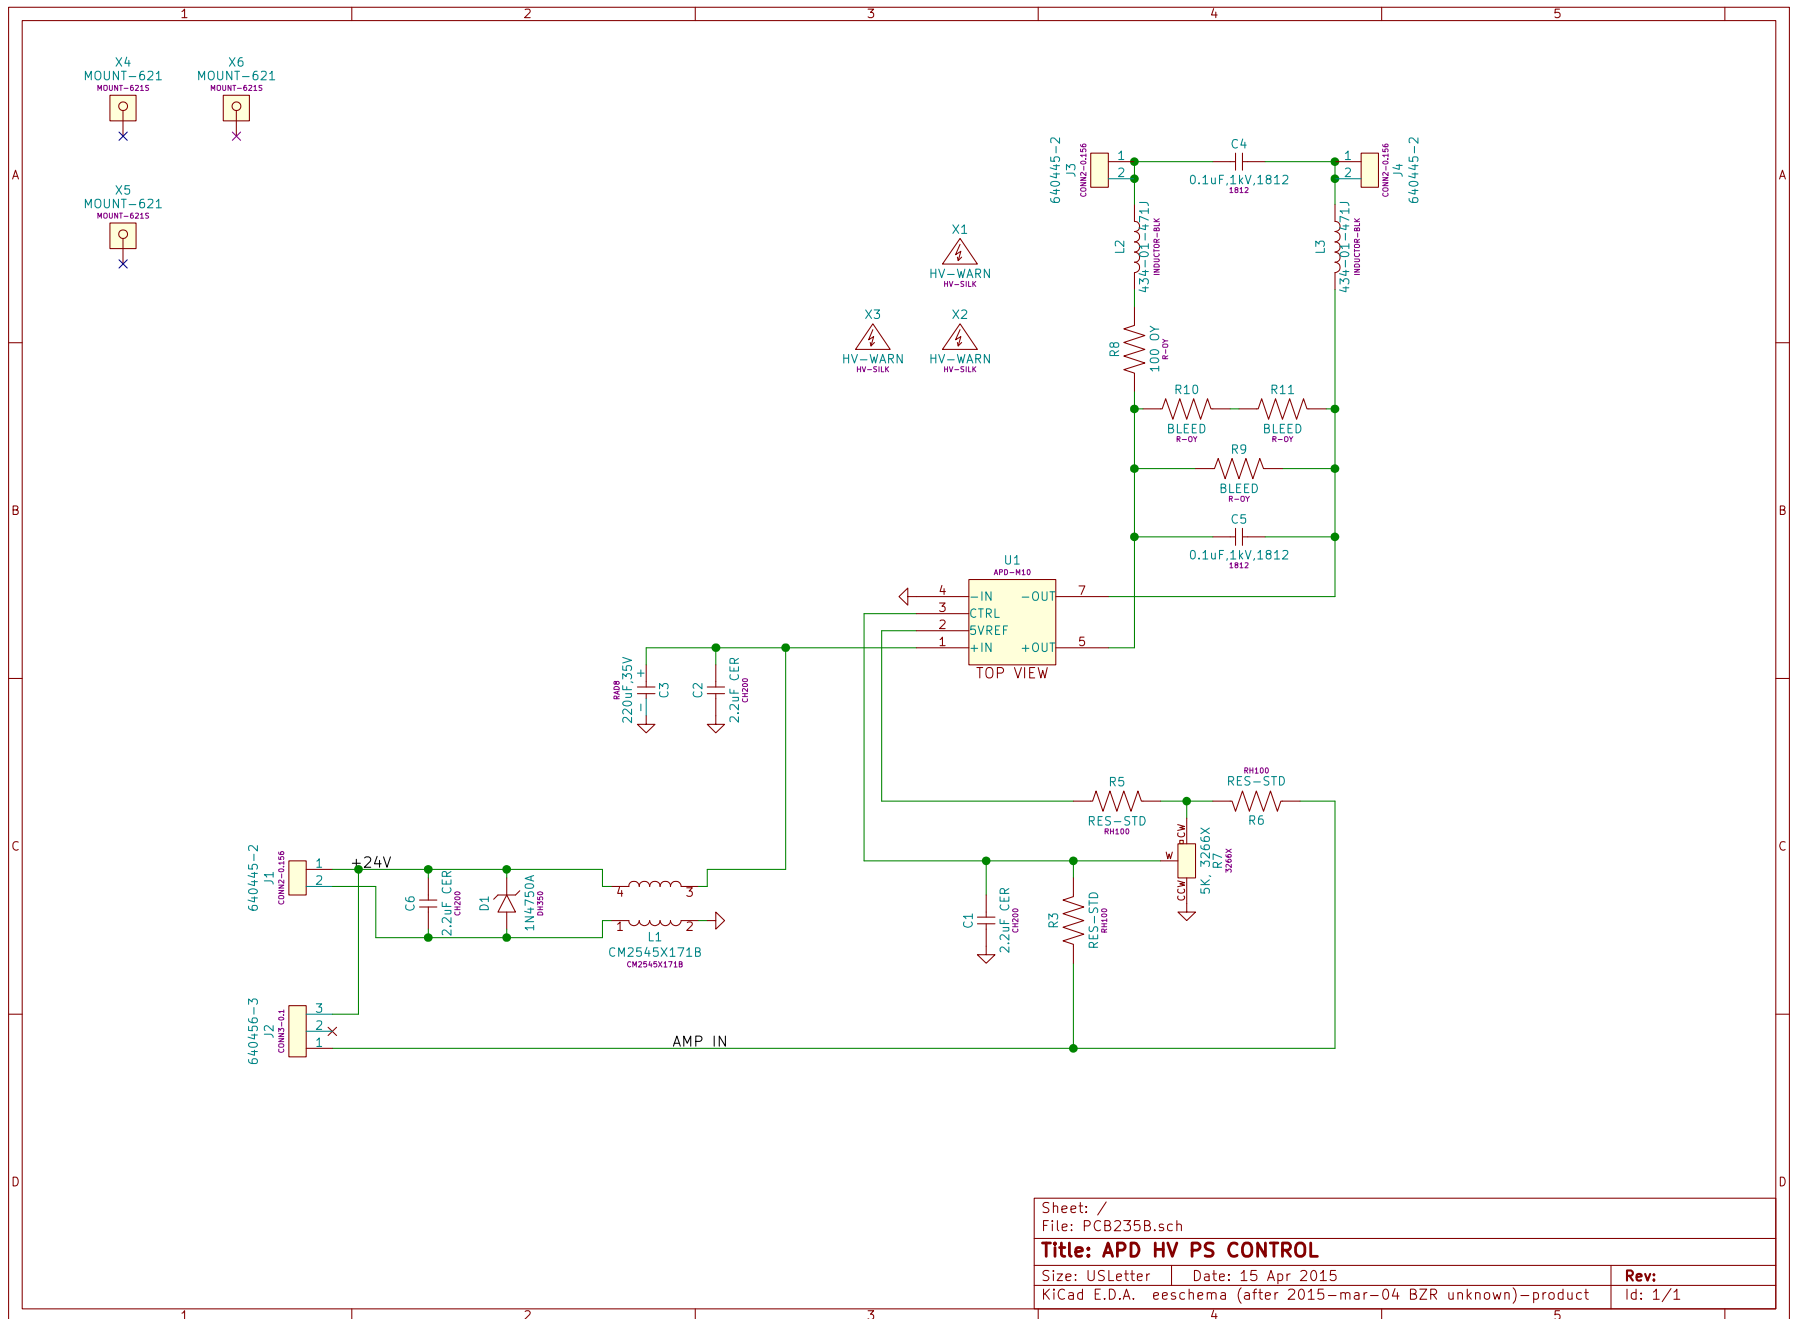 1 2 3 4 5
A
B
C
D
A
B
C
D
X4
MOUNT-621
MOUNT-621S
X6
MOUNT-621
MOUNT-621S
X5
MOUNT-621
MOUNT-621S
X1
HV-WARN
HV-SILK
X3
HV-WARN
HV-SILK
X2
HV-WARN
HV-SILK
640445-2
J3
CONN2-0.156
1
2
C4
0.1uF,1kV,1812
1812
1
2
J4
CONN2-0.156
640445-2
L2
434-01-471J
INDUCTOR-BLK
L3
434-01-471J
INDUCTOR-BLK
R8
100 OY
R-OY
R10
BLEED
R-OY
R11
BLEED
R-OY
R9
BLEED
R-OY
C5
0.1uF,1kV,1812
1812
U1
APD-M10
4 -IN -OUT 7
3 CTRL
2 5VREF
1 +IN +OUT 5
TOP VIEW
RAD8
220uF,35V
+
-
C3
C2
2.2uF CER
CH200
R5
RES-STD
RH100
RH100
RES-STD
R6
CW
W
CCW
5K, 3266X
R7
3266X
C1
2.2uF CER
CH200
R3
RES-STD
RH100
640445-2
J1
CONN2-0.156
1
2
+24V
C6
2.2uF CER
CH200
D1
1N4750A
DH350
4 3
1 2
L1
CM2545X171B
CM2545X171B
640456-3
J2
CONN3-0.1
3
2
1
AMP IN
Sheet: /
File: PCB235B.sch
Title: APD HV PS CONTROL
Size: USLetter Date: 15 Apr 2015 Rev:
KiCad E.D.A. eeschema (after 2015-mar-04 BZR unknown)-product Id: 1/1
1 2 3 4 5